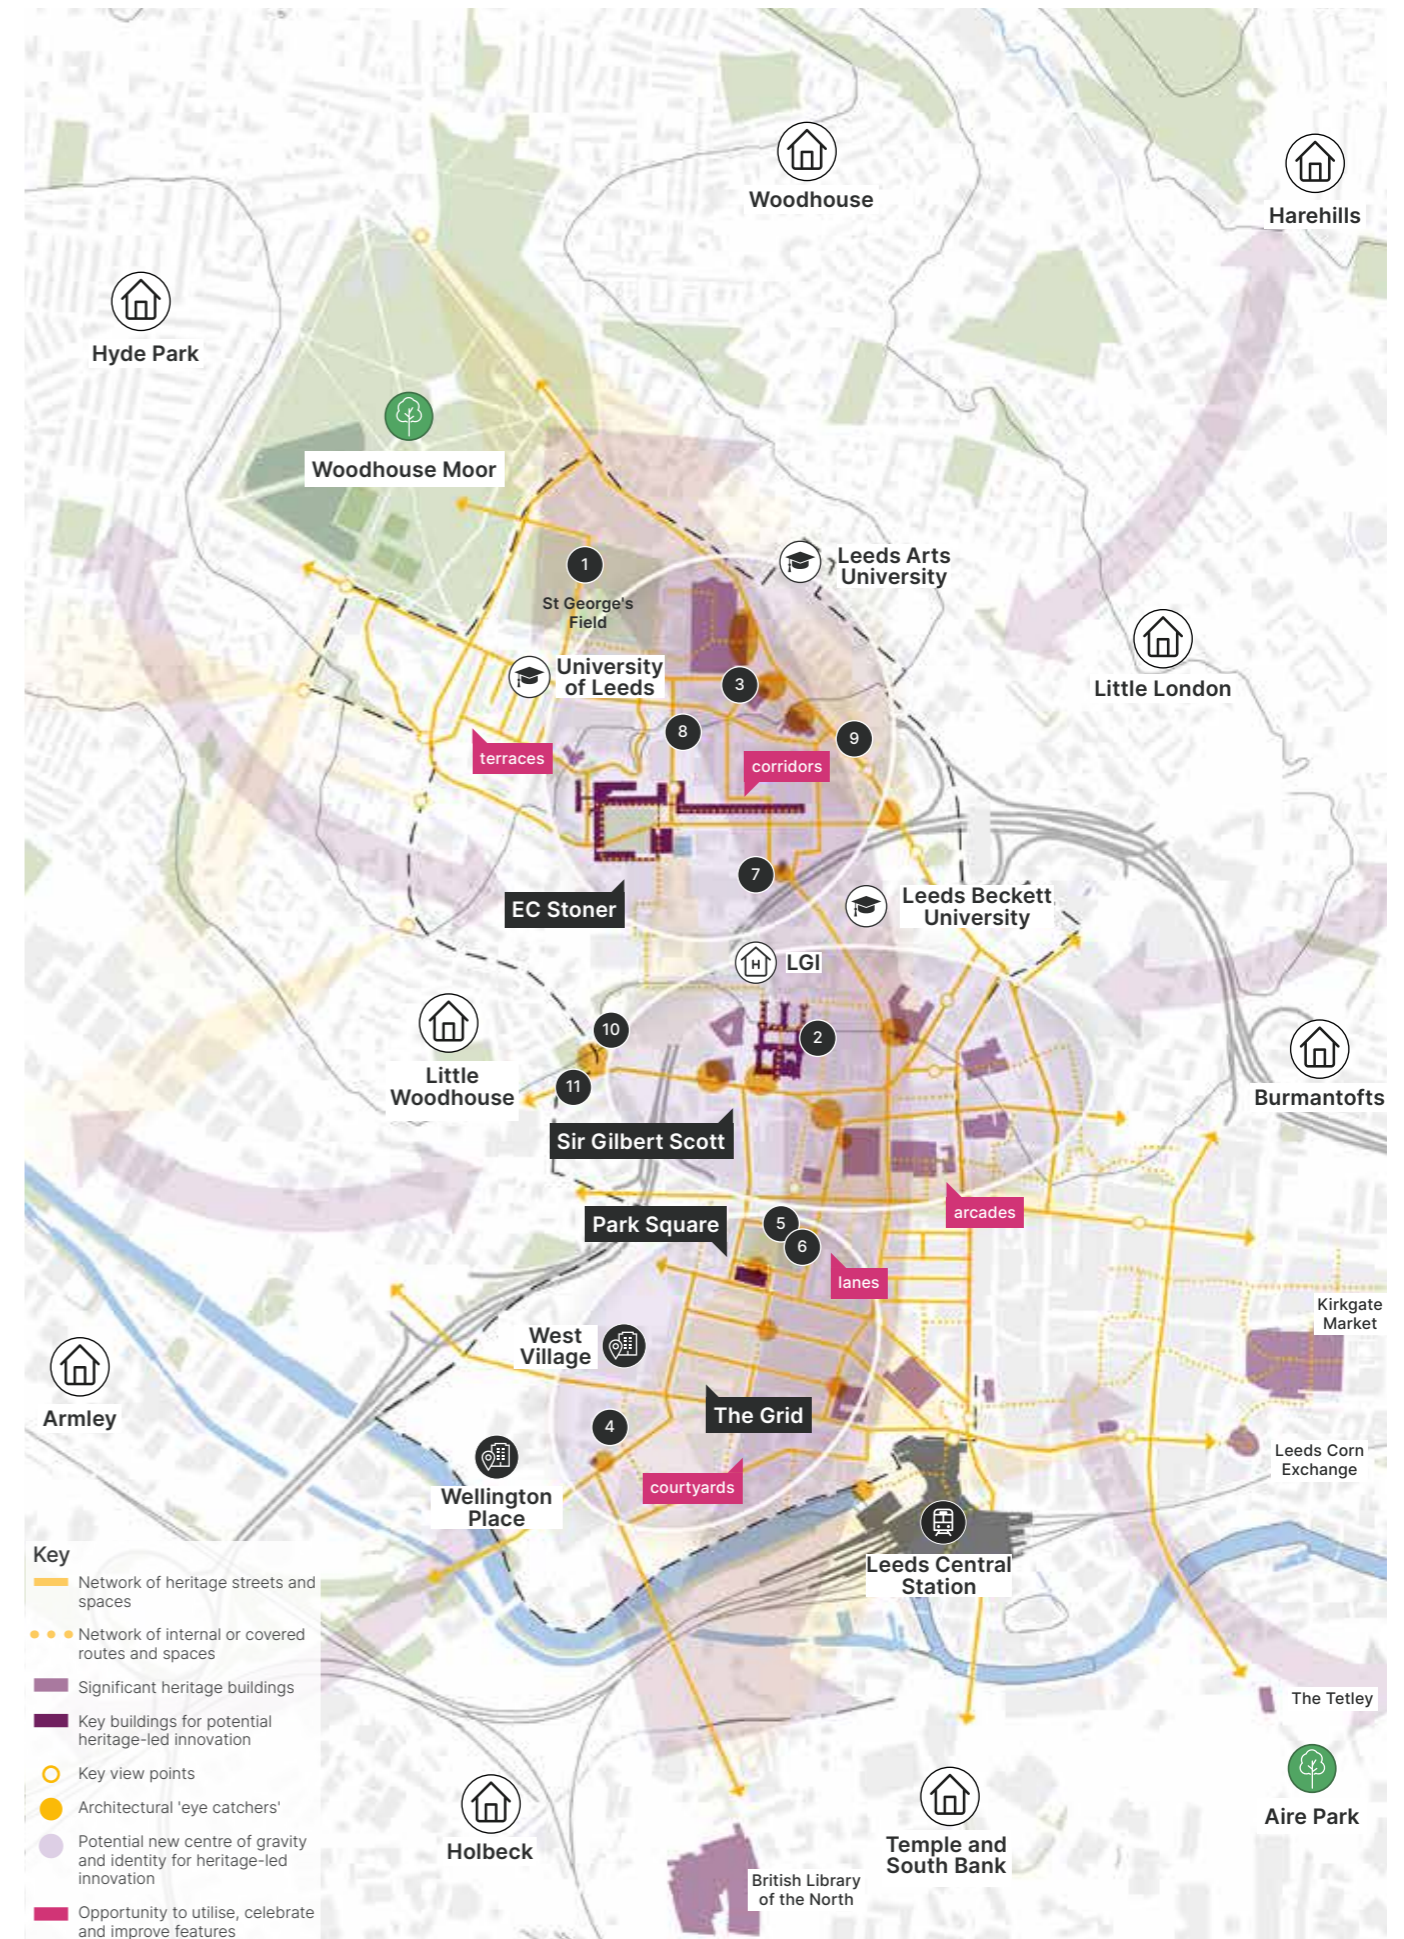 Woodhouse
Harehills
Hyde Park
Woodhouse Moor
1
St George's
Field
Leeds Arts
University
Little London
University
of Leeds
3
8
9
terraces
corridors
7
EC Stoner
Leeds Beckett
University
H
LGI
10
2
Little
Woodhouse
11
Burmantofts
Sir Gilbert Scott
arcades
Park Square
5
6
lanes
Kirkgate
Market
West
Village
Armley
The Grid
4
Leeds Corn
Exchange
courtyards
Wellington
Place
Leeds Central
Station
Key
Network of heritage streets and
spaces
Network of internal or covered
routes and spaces
Significant heritage buildings
Key buildings for potential
heritage-led innovation
Key view points
Architectural 'eye catchers'
Potential new centre of gravity
and identity for heritage-led
innovation
Opportunity to utilise, celebrate
and improve features
The Tetley
Aire Park
Holbeck
Temple and
South Bank
British Library
of the North